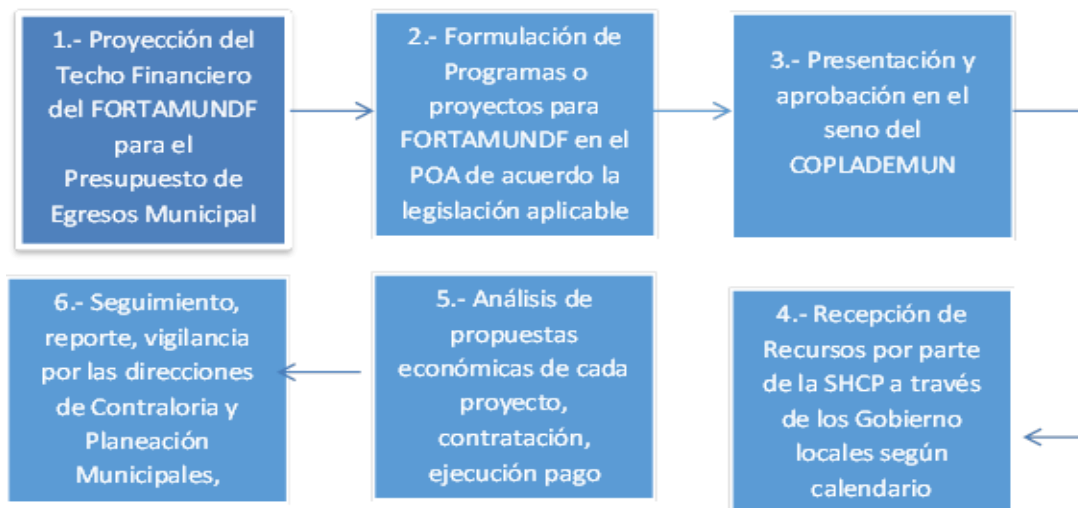 1.- Proyección del
Techo Financiero
del FORTAMUNDF
para el
Presupuesto de
Egresos Municipal
2.- Formulación de
Programas o
proyectos para
FORTAMUNDF en el
POA de acuerdo la
legislación aplicable
3.- Presentación y
aprobación en el
seno del
COPLADEMUN
4.- Recepción de
Recursos por parte
de la SHCP a través
de los Gobierno
locales según
calendario
5.- Análisis de
propuestas
económicas de cada
proyecto,
contratación,
ejecución pago
6.- Seguimiento,
reporte, vigilancia
por las direcciones
de Contraloria y
Planeación
Municipales,